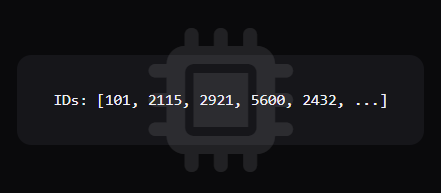 IDs: [101, 2115, 2921, 5600, 2432, ...]